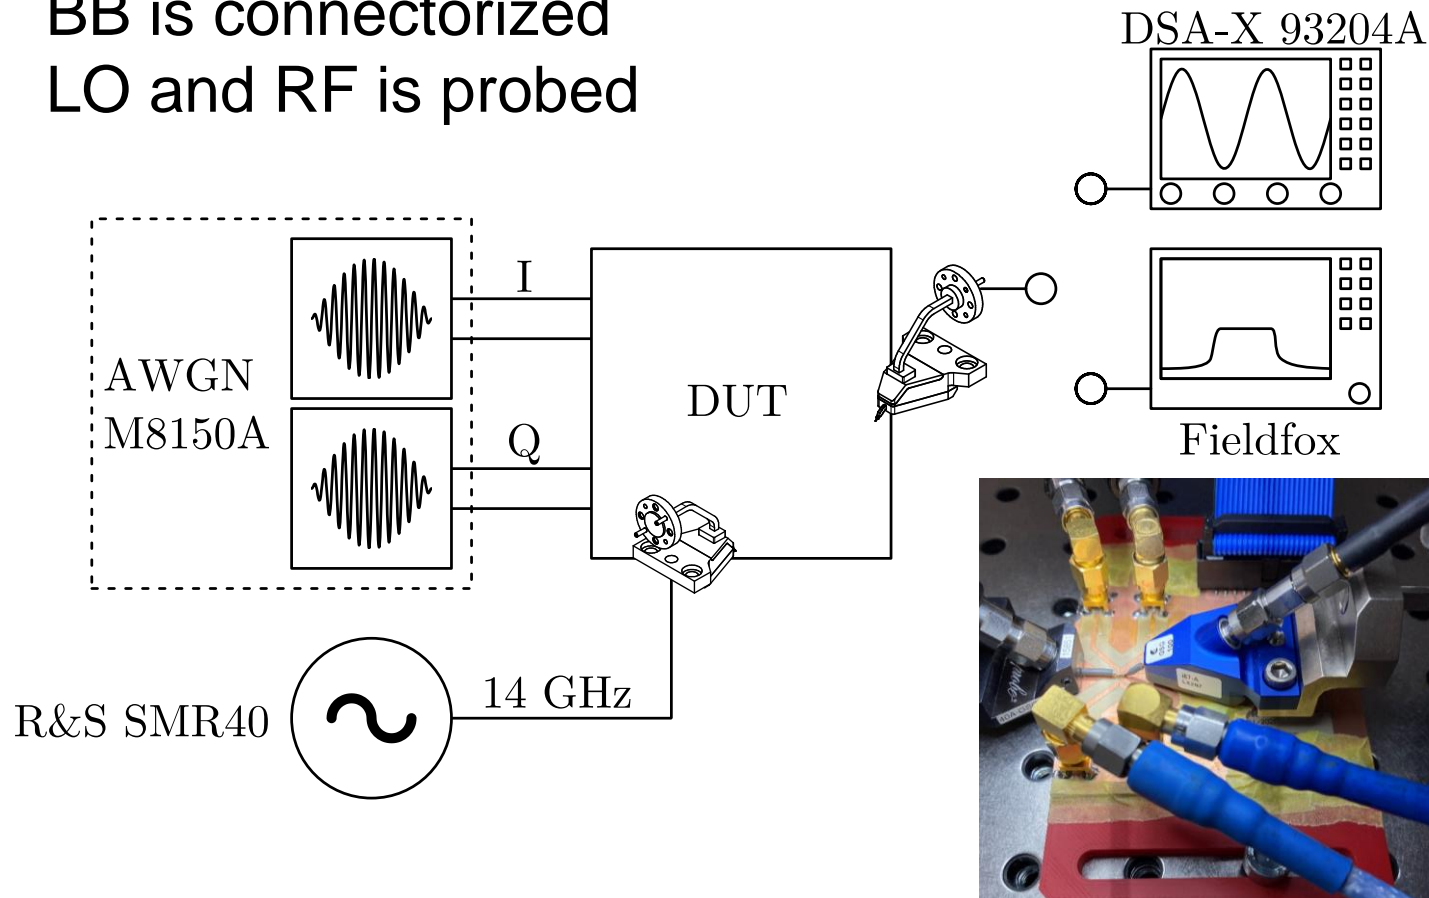 BB is connectorized
LO and RF is probed
DSA-X 93204A
I
AWGN
M8150A
Q
DUT
Fieldfox
14 GHz
R&S SMR40